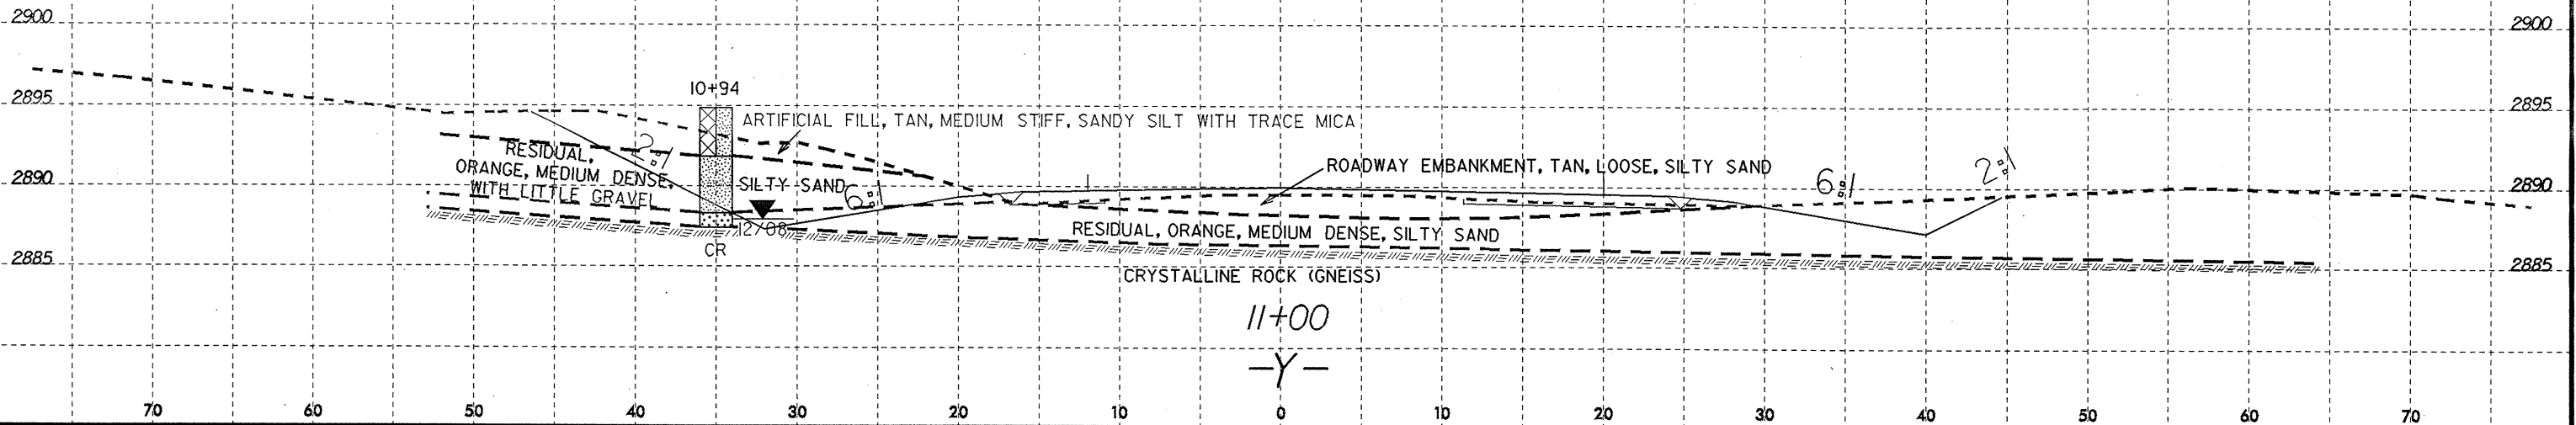 2900 2900
2895 2895
10+94
ARTIFICIAL FILL, TAN, MEDIUM STIFF, SANDY SILT WITH TRACE MICA
2:1
RESIDUAL,
ORANGE, MEDIUM DENSE,
WITH LITTLE GRAVEL
SILTY SAND
6:1
ROADWAY EMBANKMENT, TAN, LOOSE, SILTY SAND
6:1
2:1
2890 2890
12/08
RESIDUAL, ORANGE, MEDIUM DENSE, SILTY SAND
CR
2885 2885
CRYSTALLINE ROCK (GNEISS)
11+00
-Y-
70 60 50 40 30 20 10 0 10 20 30 40 50 60 70